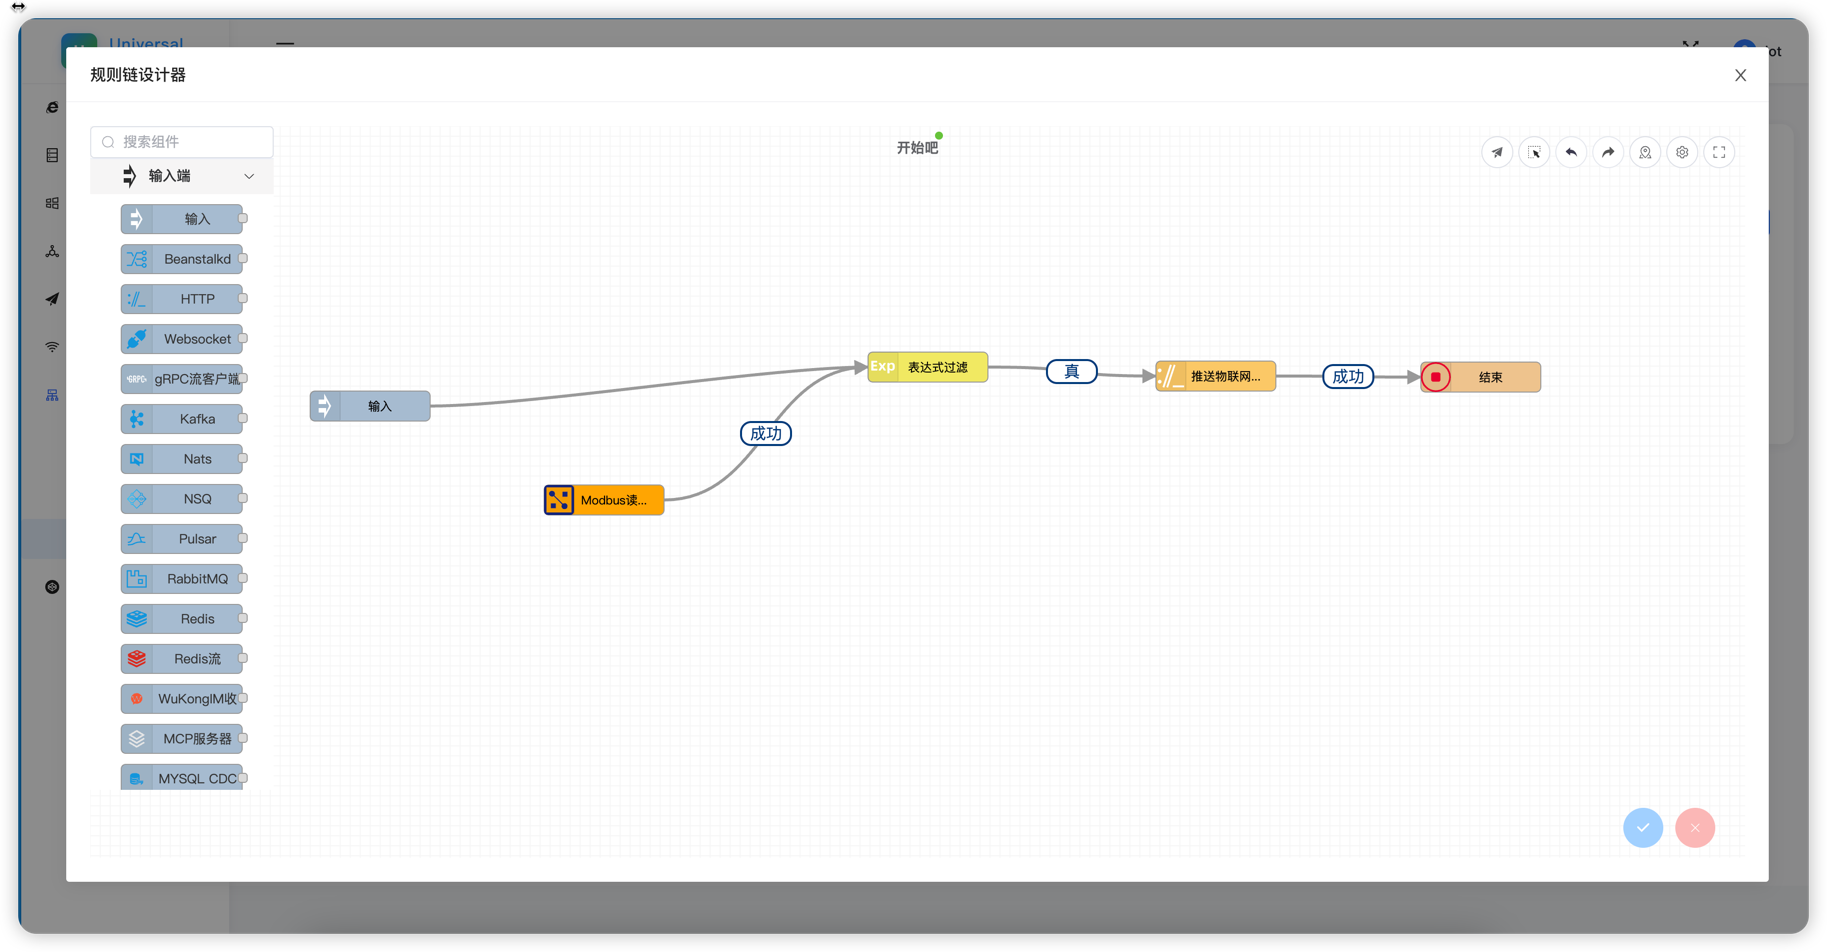 Universal
iot
规则链设计器
搜索组件
开始吧
输入端
输入
Beanstalkd
HTTP
Websocket
GRPC
gRPC流客户端
Kafka
Nats
NSQ
Pulsar
RabbitMQ
Redis
Redis流
WuKongIM收
MCP服务器
MYSQL CDC
Exp 表达式过滤
真
推送物联网...
成功
结束
输入
成功
Modbus读...